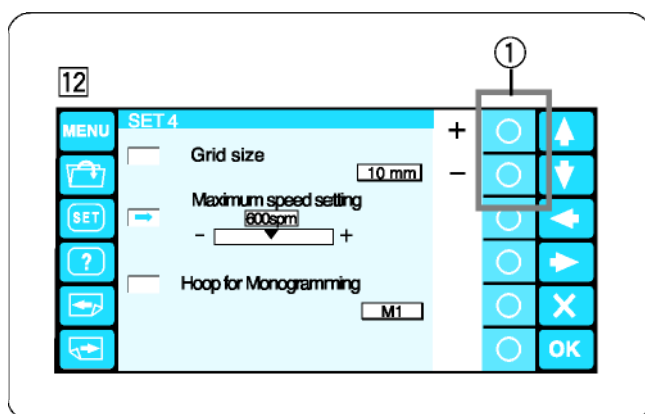 ①
12
MENU
SET 4
+
Grid size
10 mm
−
SET
Maximum speed setting
600spm
- +
?
Hoop for Monogramming
M1
OK